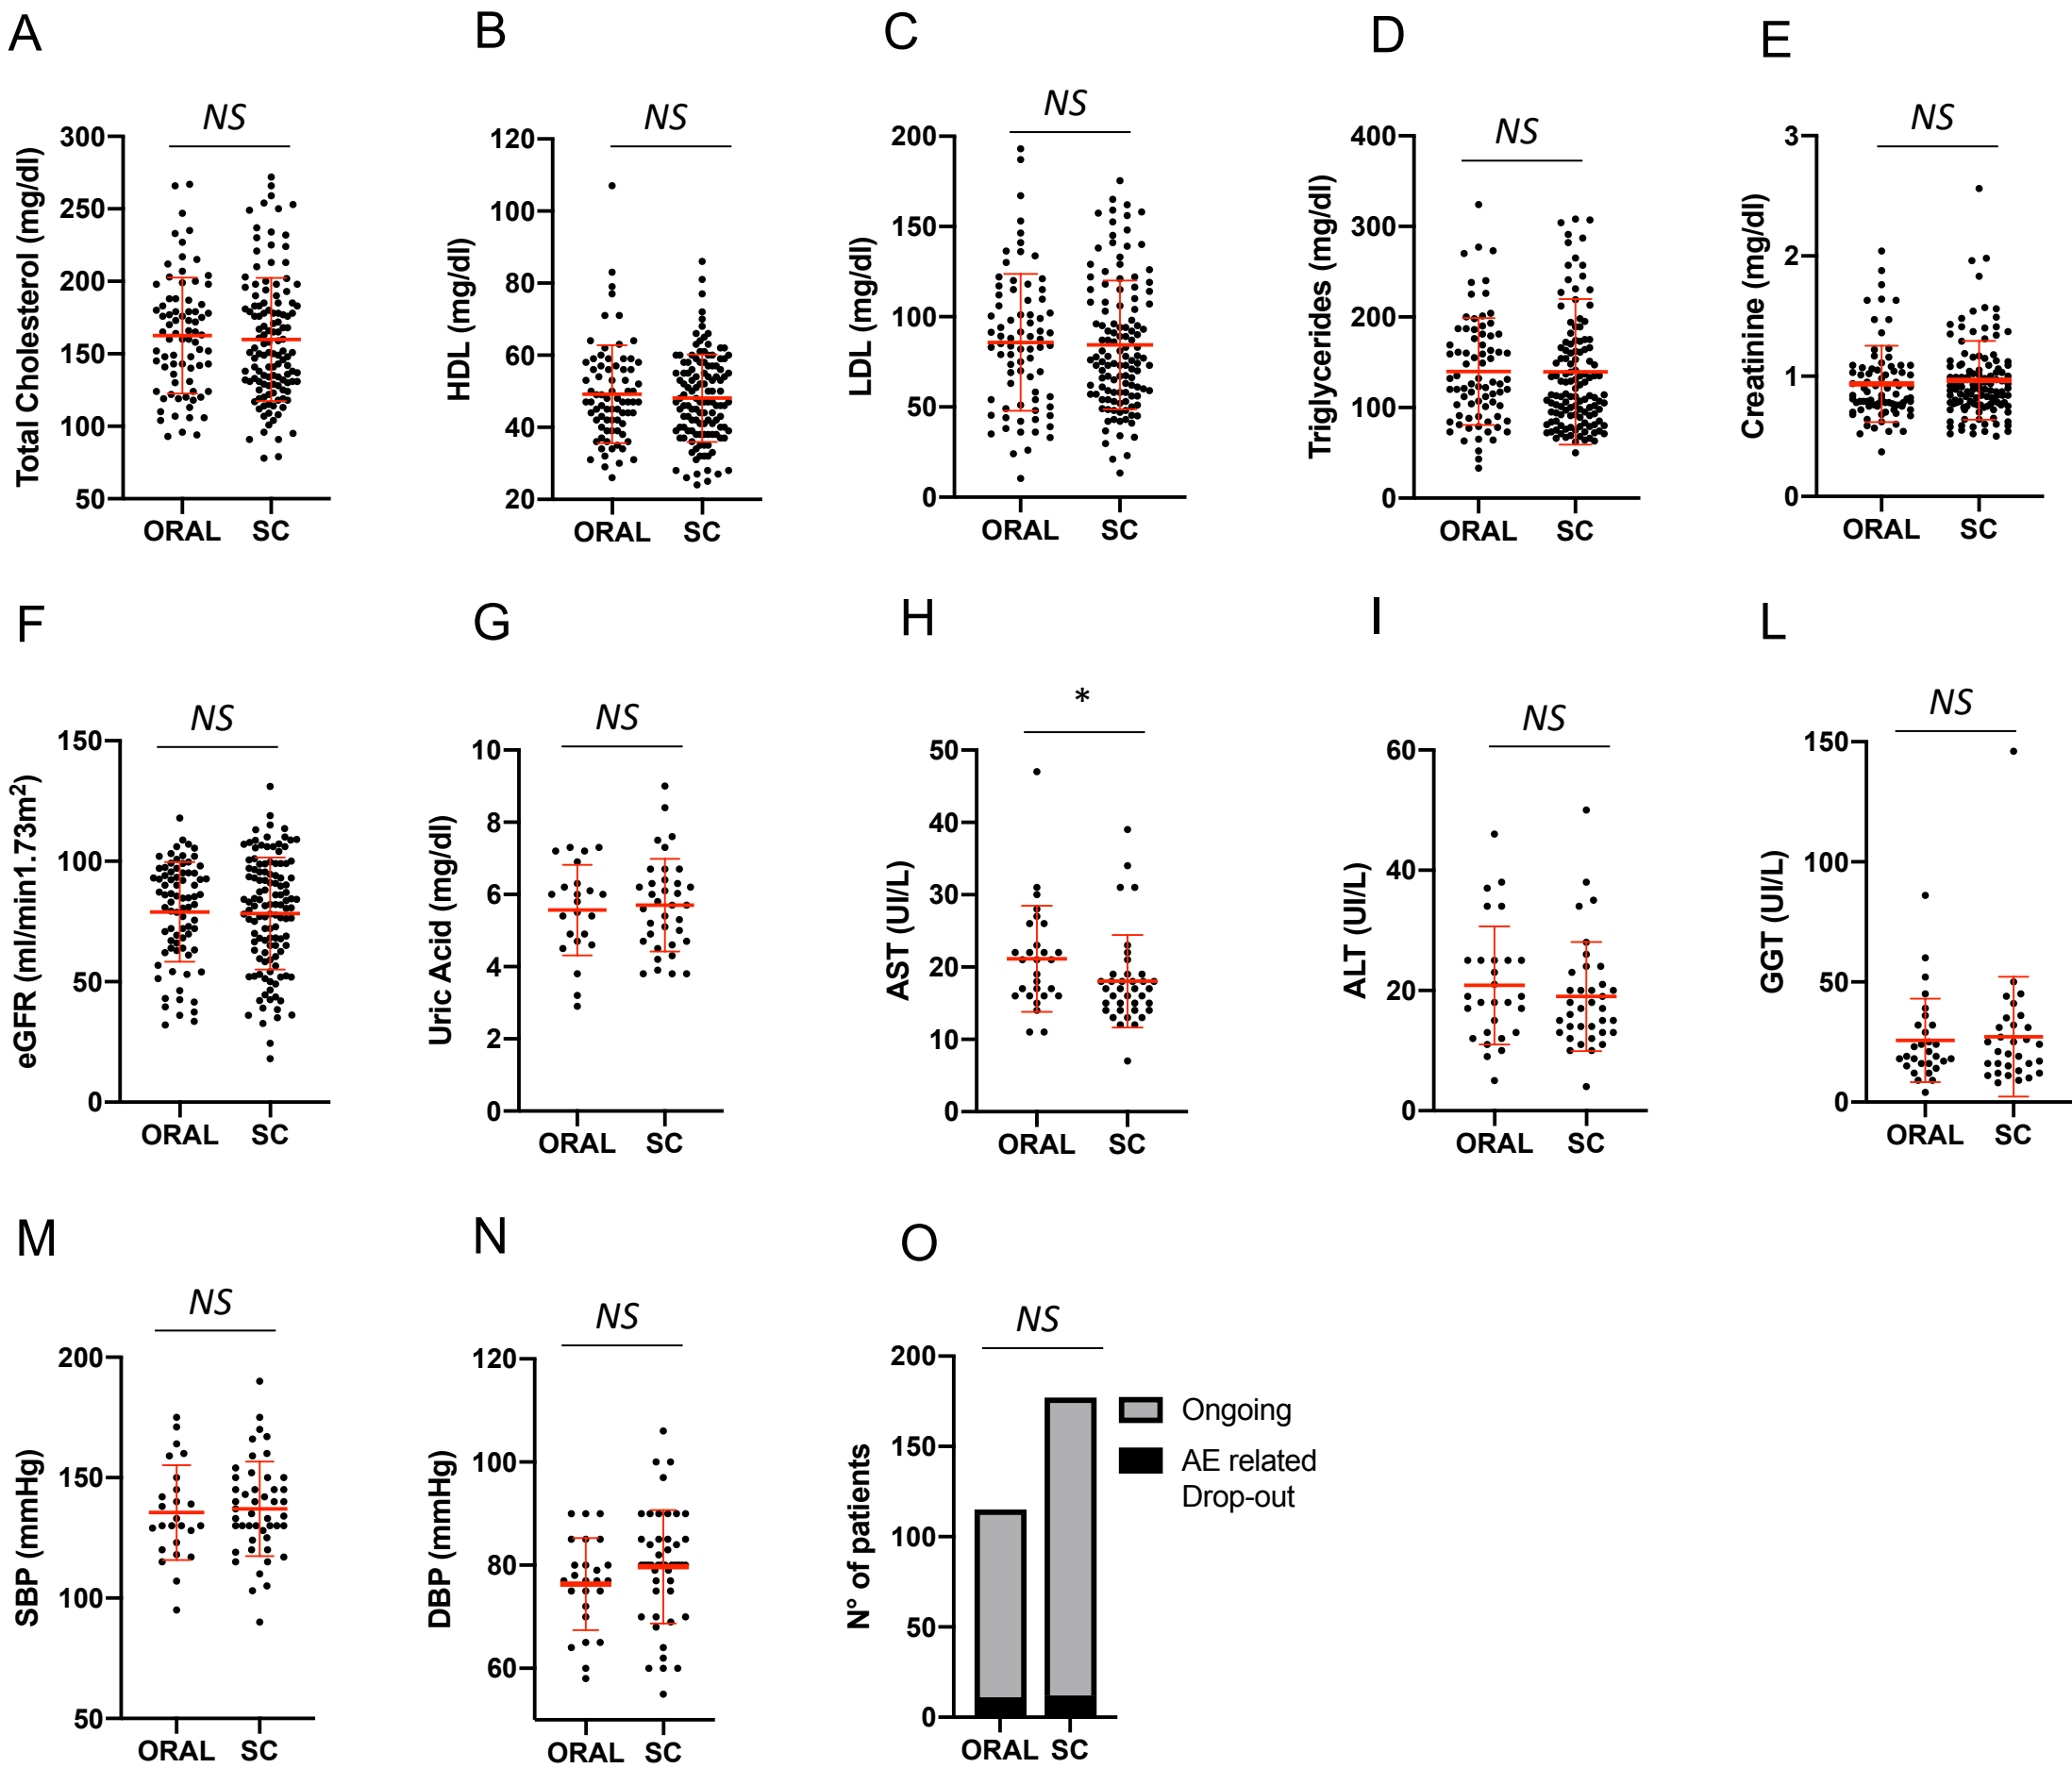 A
NS
Total Cholesterol (mg/dl)
300
250
200
150
100
50
ORAL SC
B
NS
HDL (mg/dl)
120
100
80
60
40
20
ORAL SC
C
NS
LDL (mg/dl)
200
150
100
50
0
ORAL SC
D
NS
Triglycerides (mg/dl)
400
300
200
100
0
ORAL SC
E
NS
Creatinine (mg/dl)
3
2
1
0
ORAL SC
F
NS
eGFR (ml/min1.73m²)
150
100
50
0
ORAL SC
G
NS
Uric Acid (mg/dl)
10
8
6
4
2
0
ORAL SC
H
*
AST (UI/L)
50
40
30
20
10
0
ORAL SC
I
NS
ALT (UI/L)
60
40
20
0
ORAL SC
L
NS
GGT (UI/L)
150
100
50
0
ORAL SC
M
NS
SBP (mmHg)
200
150
100
50
ORAL SC
N
NS
DBP (mmHg)
120
100
80
60
ORAL SC
O
NS
N° of patients
200
150
100
50
0
ORAL SC
Ongoing
AE related
Drop-out